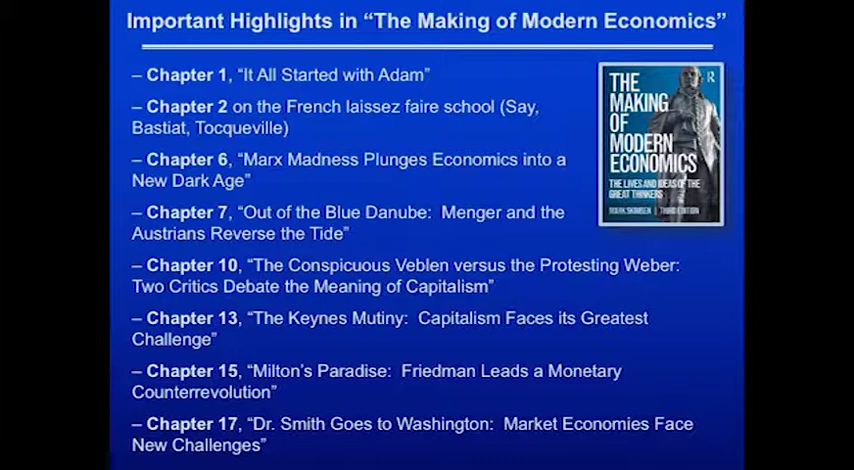 Important Highlights in “The Making of Modern Economics”
– Chapter 1, “It All Started with Adam”
– Chapter 2 on the French laissez faire school (Say,
Bastiat, Tocqueville)
– Chapter 6, “Marx Madness Plunges Economics into a
New Dark Age”
– Chapter 7, “Out of the Blue Danube: Menger and the
Austrians Reverse the Tide”
– Chapter 10, “The Conspicuous Veblen versus the Protesting Weber:
Two Critics Debate the Meaning of Capitalism”
– Chapter 13, “The Keynes Mutiny: Capitalism Faces its Greatest
Challenge”
– Chapter 15, “Milton’s Paradise: Friedman Leads a Monetary
Counterrevolution”
– Chapter 17, “Dr. Smith Goes to Washington: Market Economies Face
New Challenges”
THE
MAKING
OF
MODERN
ECONOMICS
THE LIVES AND IDEAS OF THE
GREAT THINKERS
MARK SKOUSEN | THIRD EDITION
R